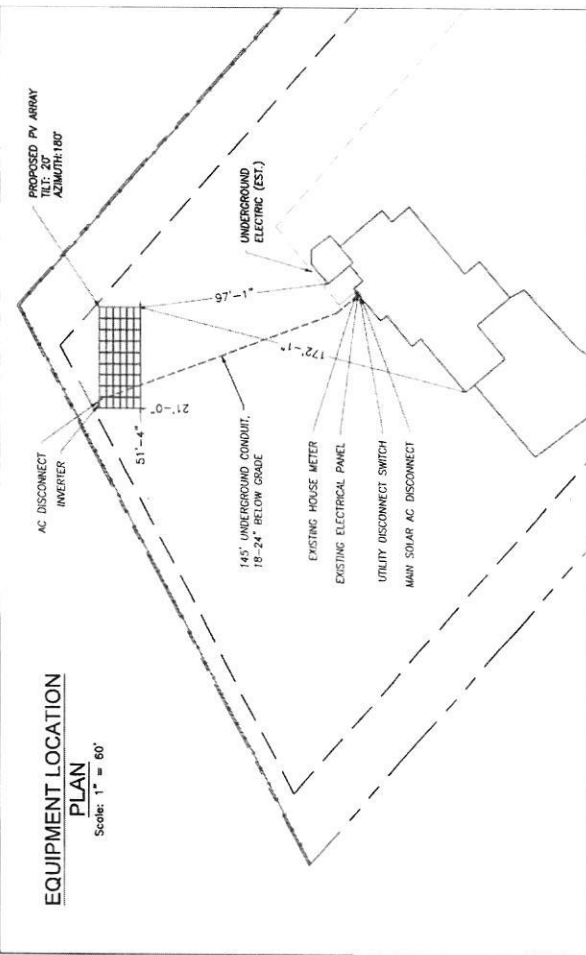 EQUIPMENT LOCATION
PLAN
Scale: 1" = 60'
AC DISCONNECT
INVERTER
PROPOSED PV ARRAY
TILT: 20°
AZIMUTH:180°
51'-4"
21'-0"
97'-1"
172'-1"
UNDERGROUND
ELECTRIC (EST.)
145' UNDERGROUND CONDUIT,
18-24" BELOW GRADE
EXISTING HOUSE METER
EXISTING ELECTRICAL PANEL
UTILITY DISCONNECT SWITCH
MAIN SOLAR AC DISCONNECT